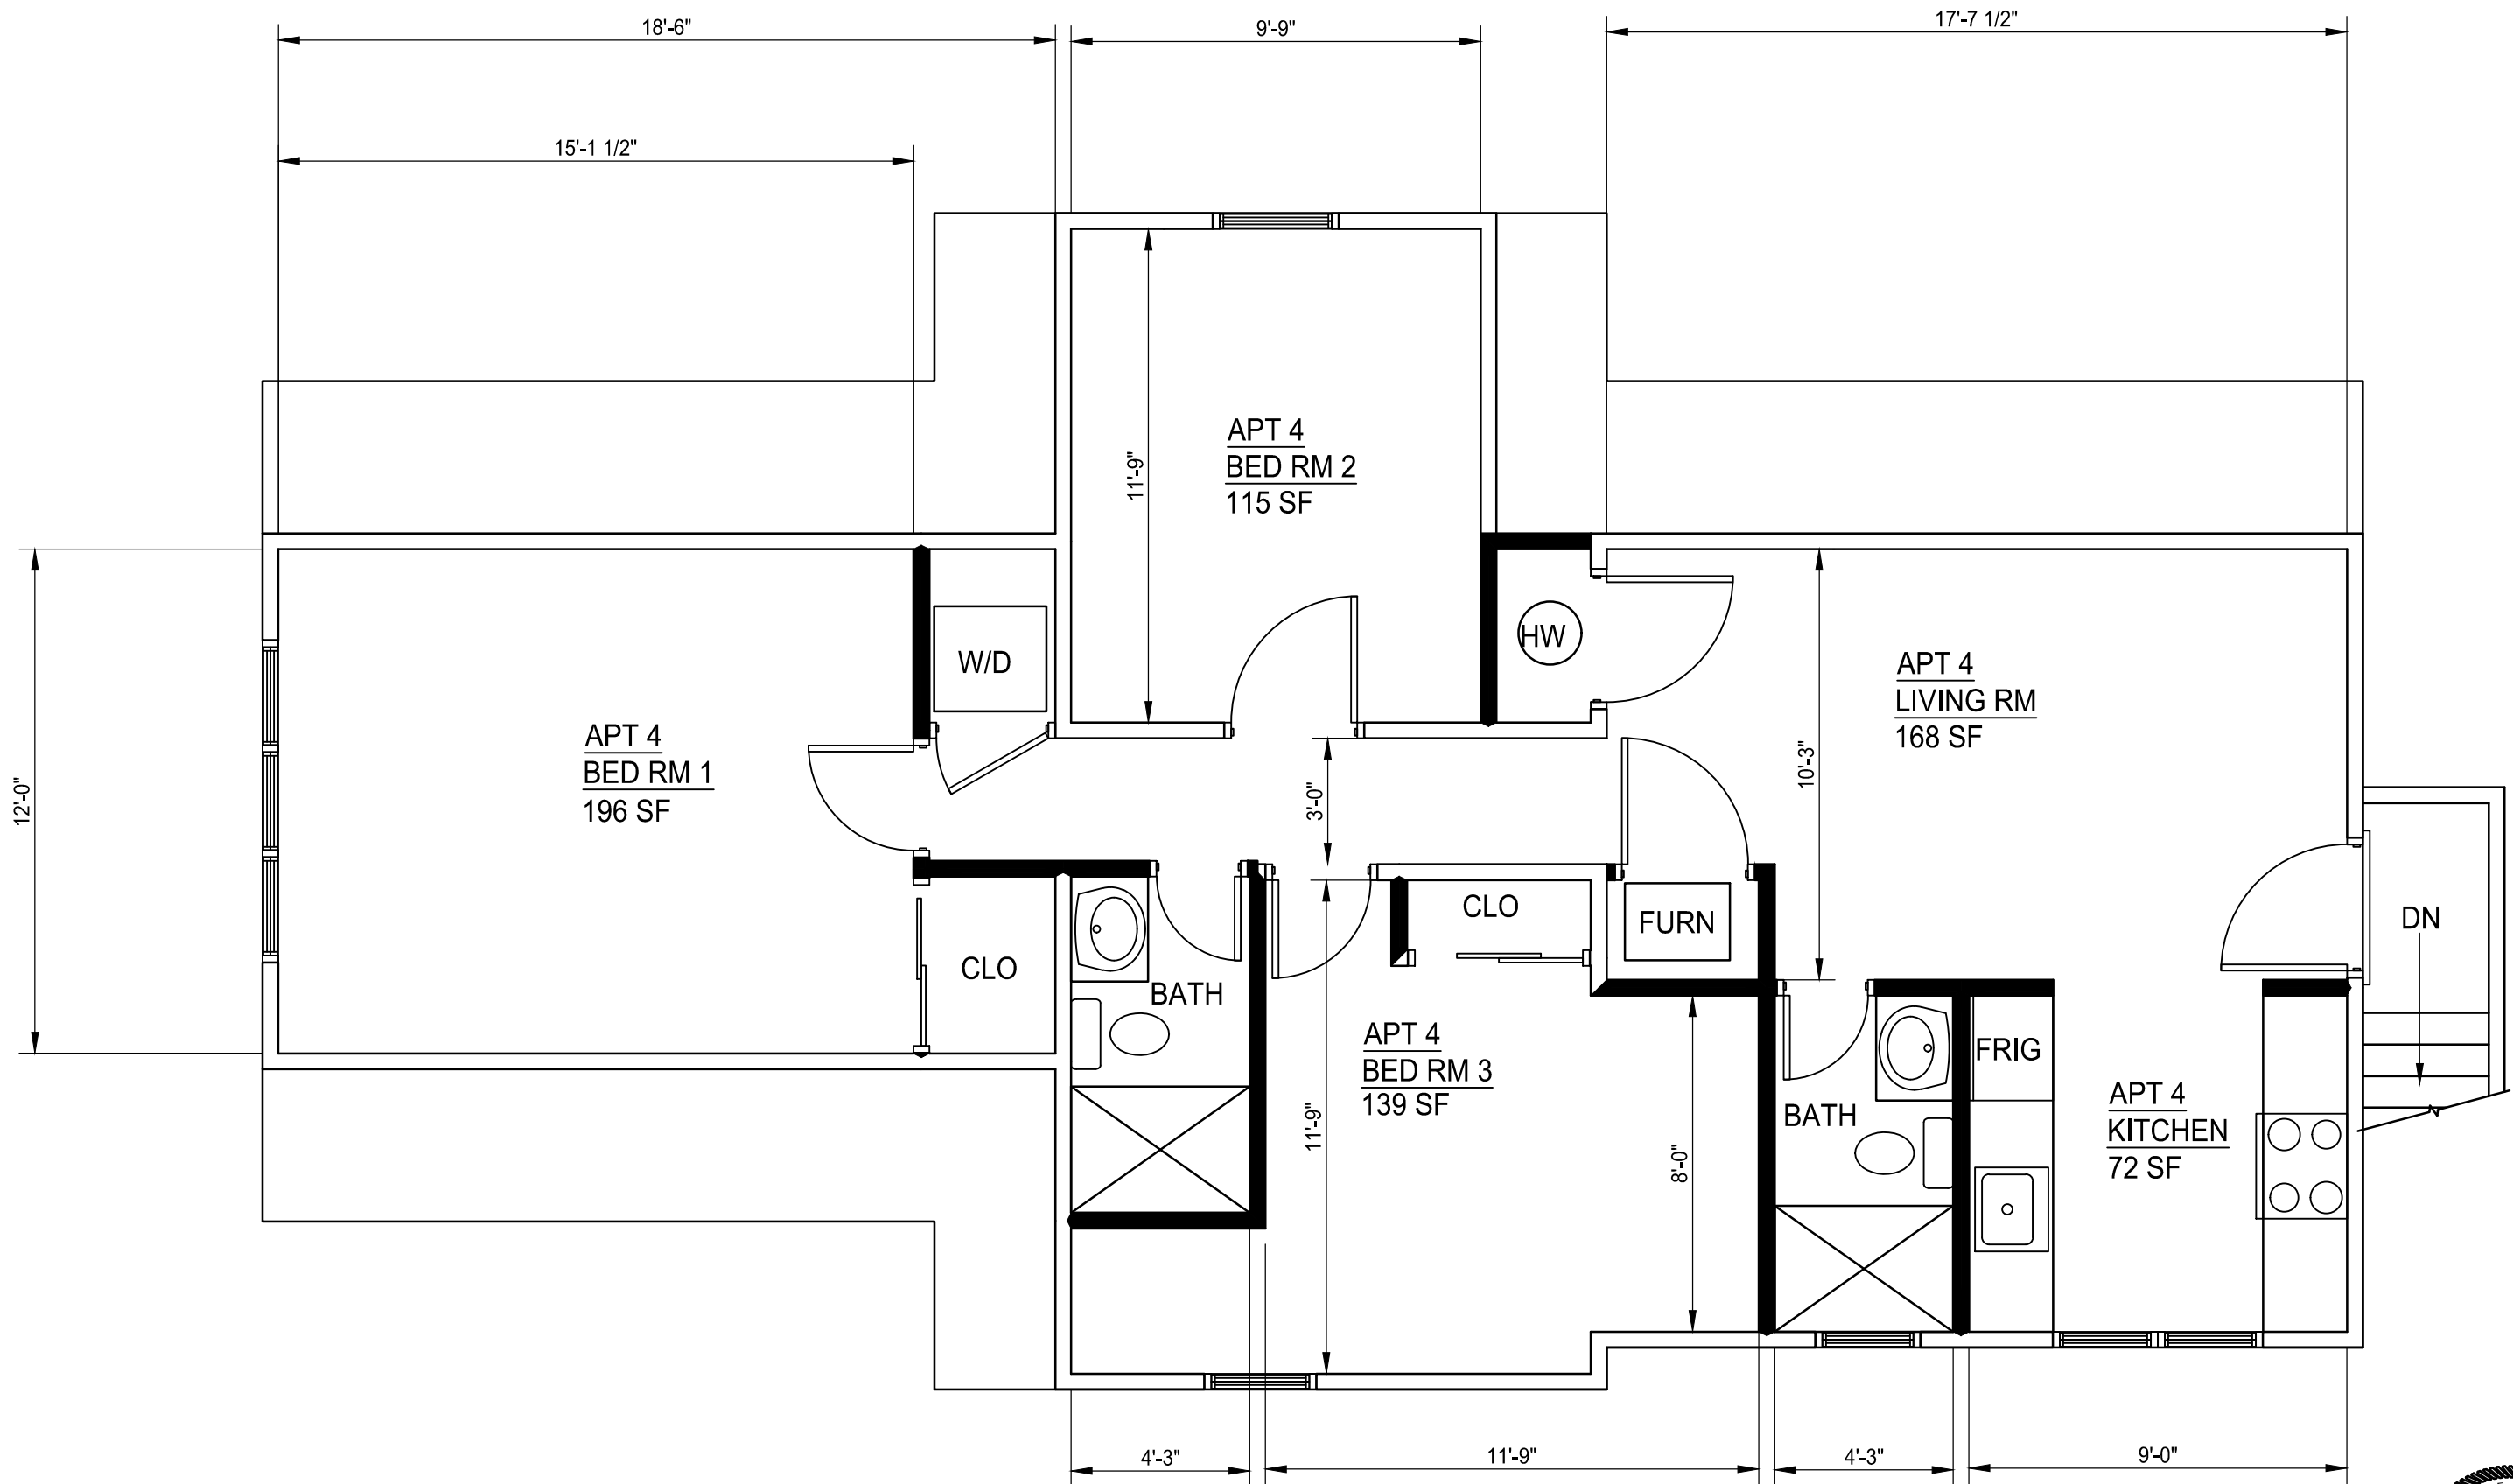 18'-6"
9'-9"
17'-7 1/2"
15'-1 1/2"
APT 4
BED RM 2
115 SF
11'-9"
HW
W/D
APT 4
LIVING RM
168 SF
APT 4
BED RM 1
196 SF
12'-0"
10'-3"
3'-0"
CLO
FURN
DN
CLO
BATH
APT 4
BED RM 3
139 SF
FRIG
BATH
APT 4
KITCHEN
72 SF
11'-9"
8'-0"
4'-3"
11'-9"
4'-3"
9'-0"